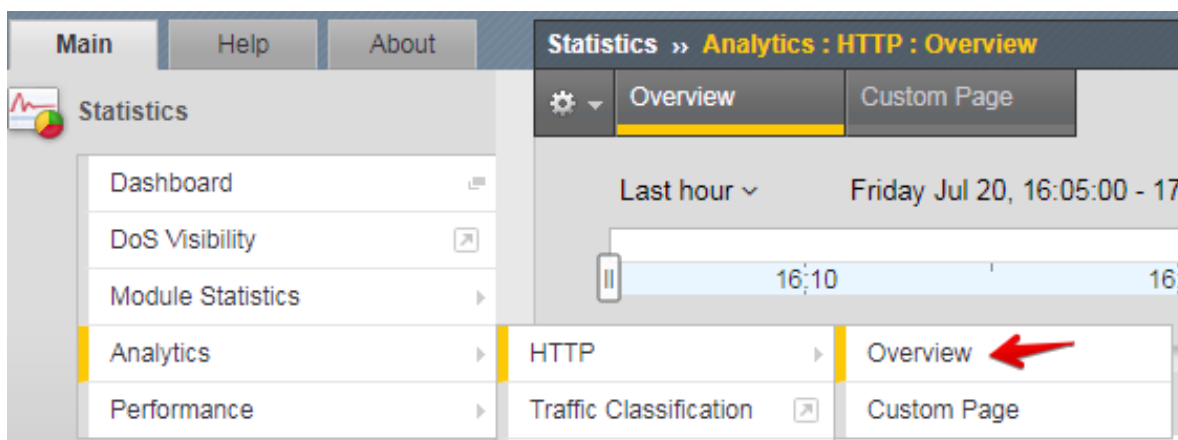 Main Help About
Statistics ›› Analytics : HTTP : Overview
Overview Custom Page
Statistics
Dashboard
Last hour Friday Jul 20, 16:05:00 - 17
DoS Visibility
16:10 16
Module Statistics
Analytics HTTP Overview
Performance Traffic Classification Custom Page